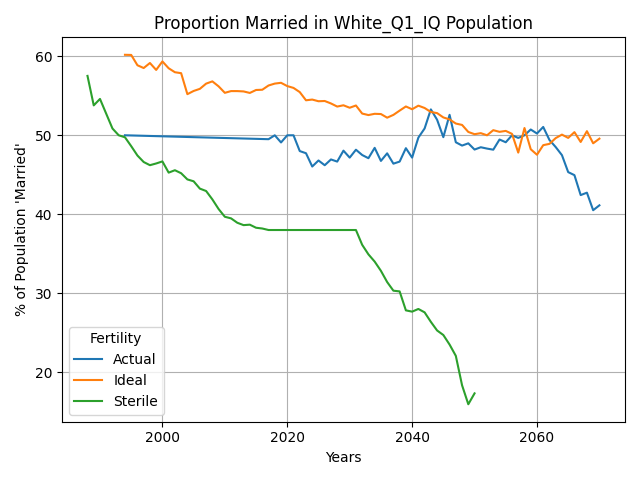 Proportion Married in White_Q1_IQ Population
% of Population 'Married'
60
50
40
30
20
Fertility
Actual
Ideal
Sterile
2000
2020
2040
2060
Years